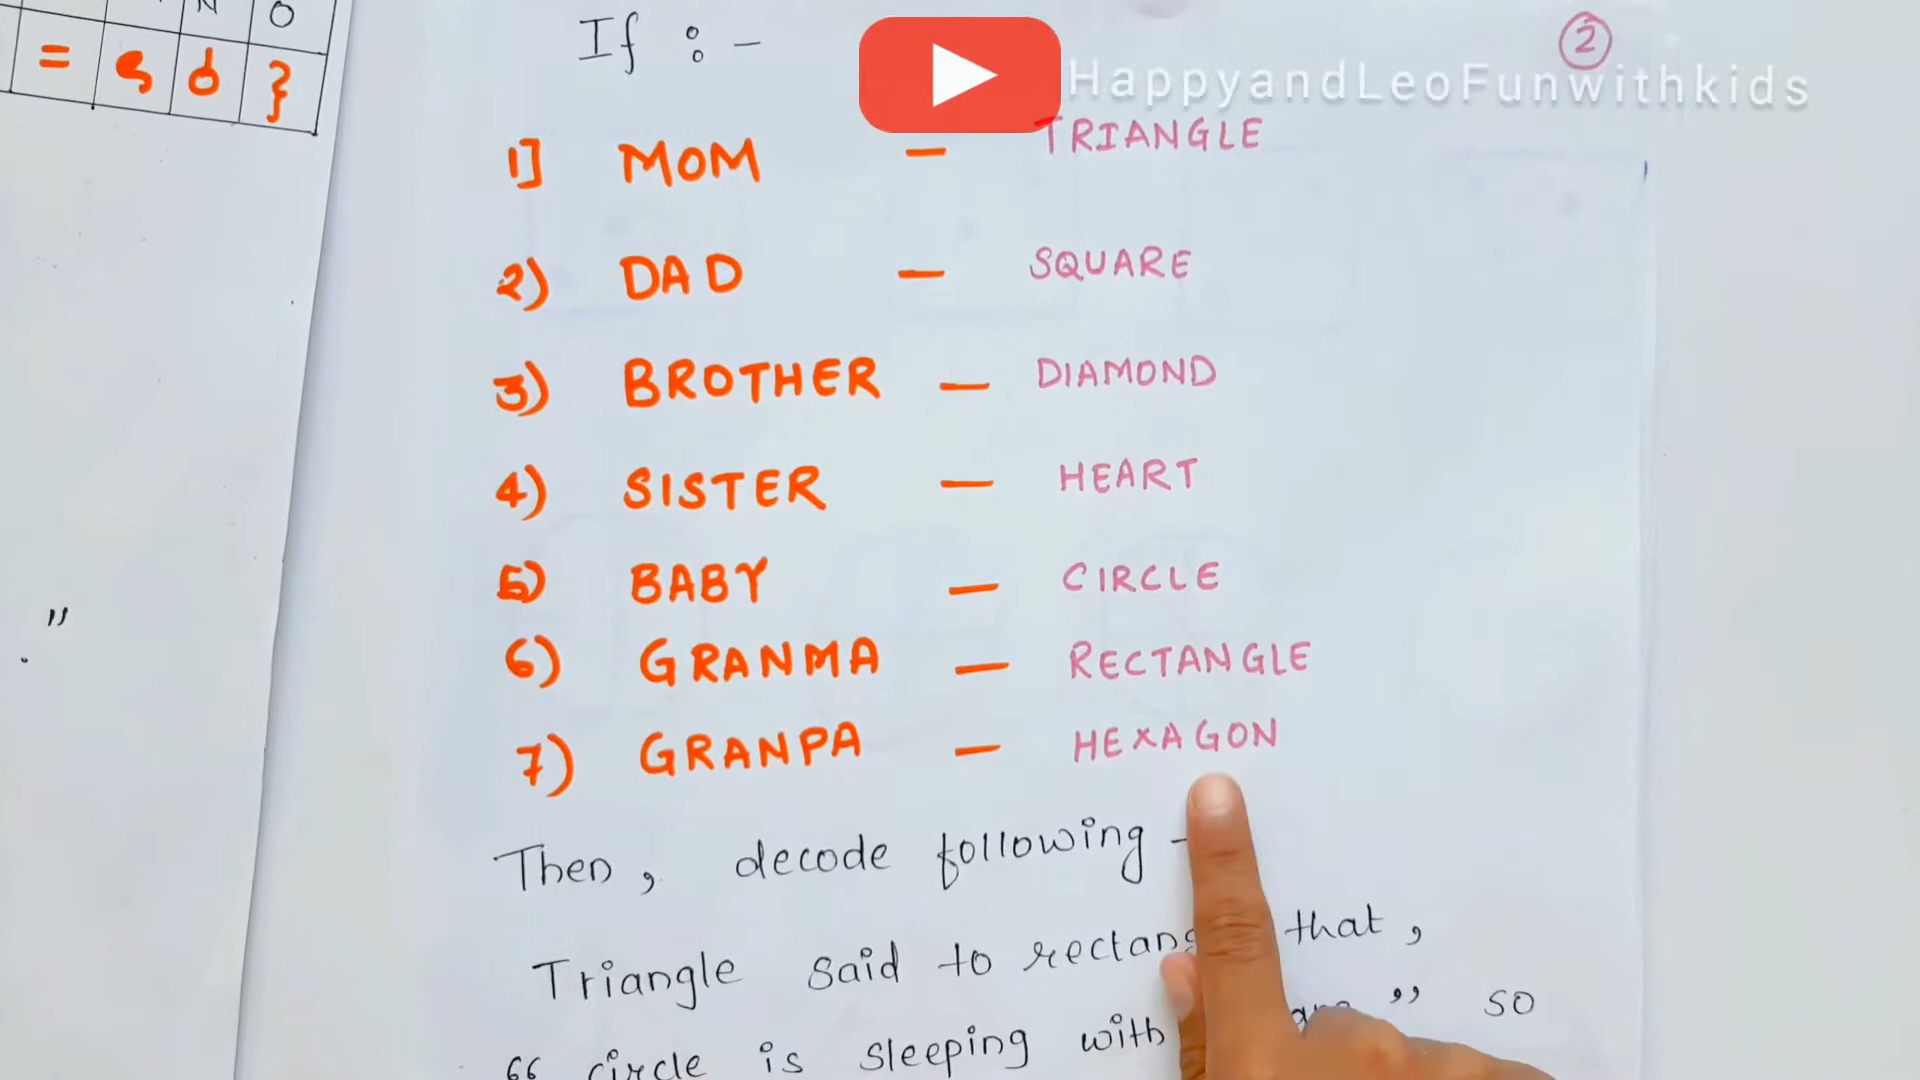 N O
= }
If :-
2
HappyandLeoFunwithkids
1] MOM - TRIANGLE
2) DAD - SQUARE
3) BROTHER - DIAMOND
4) SISTER - HEART
5) BABY - CIRCLE
6) GRANMA - RECTANGLE
7) GRANPA - HEXAGON
Then, decode following -
Triangle said to that,
"circle is sleeping with " so